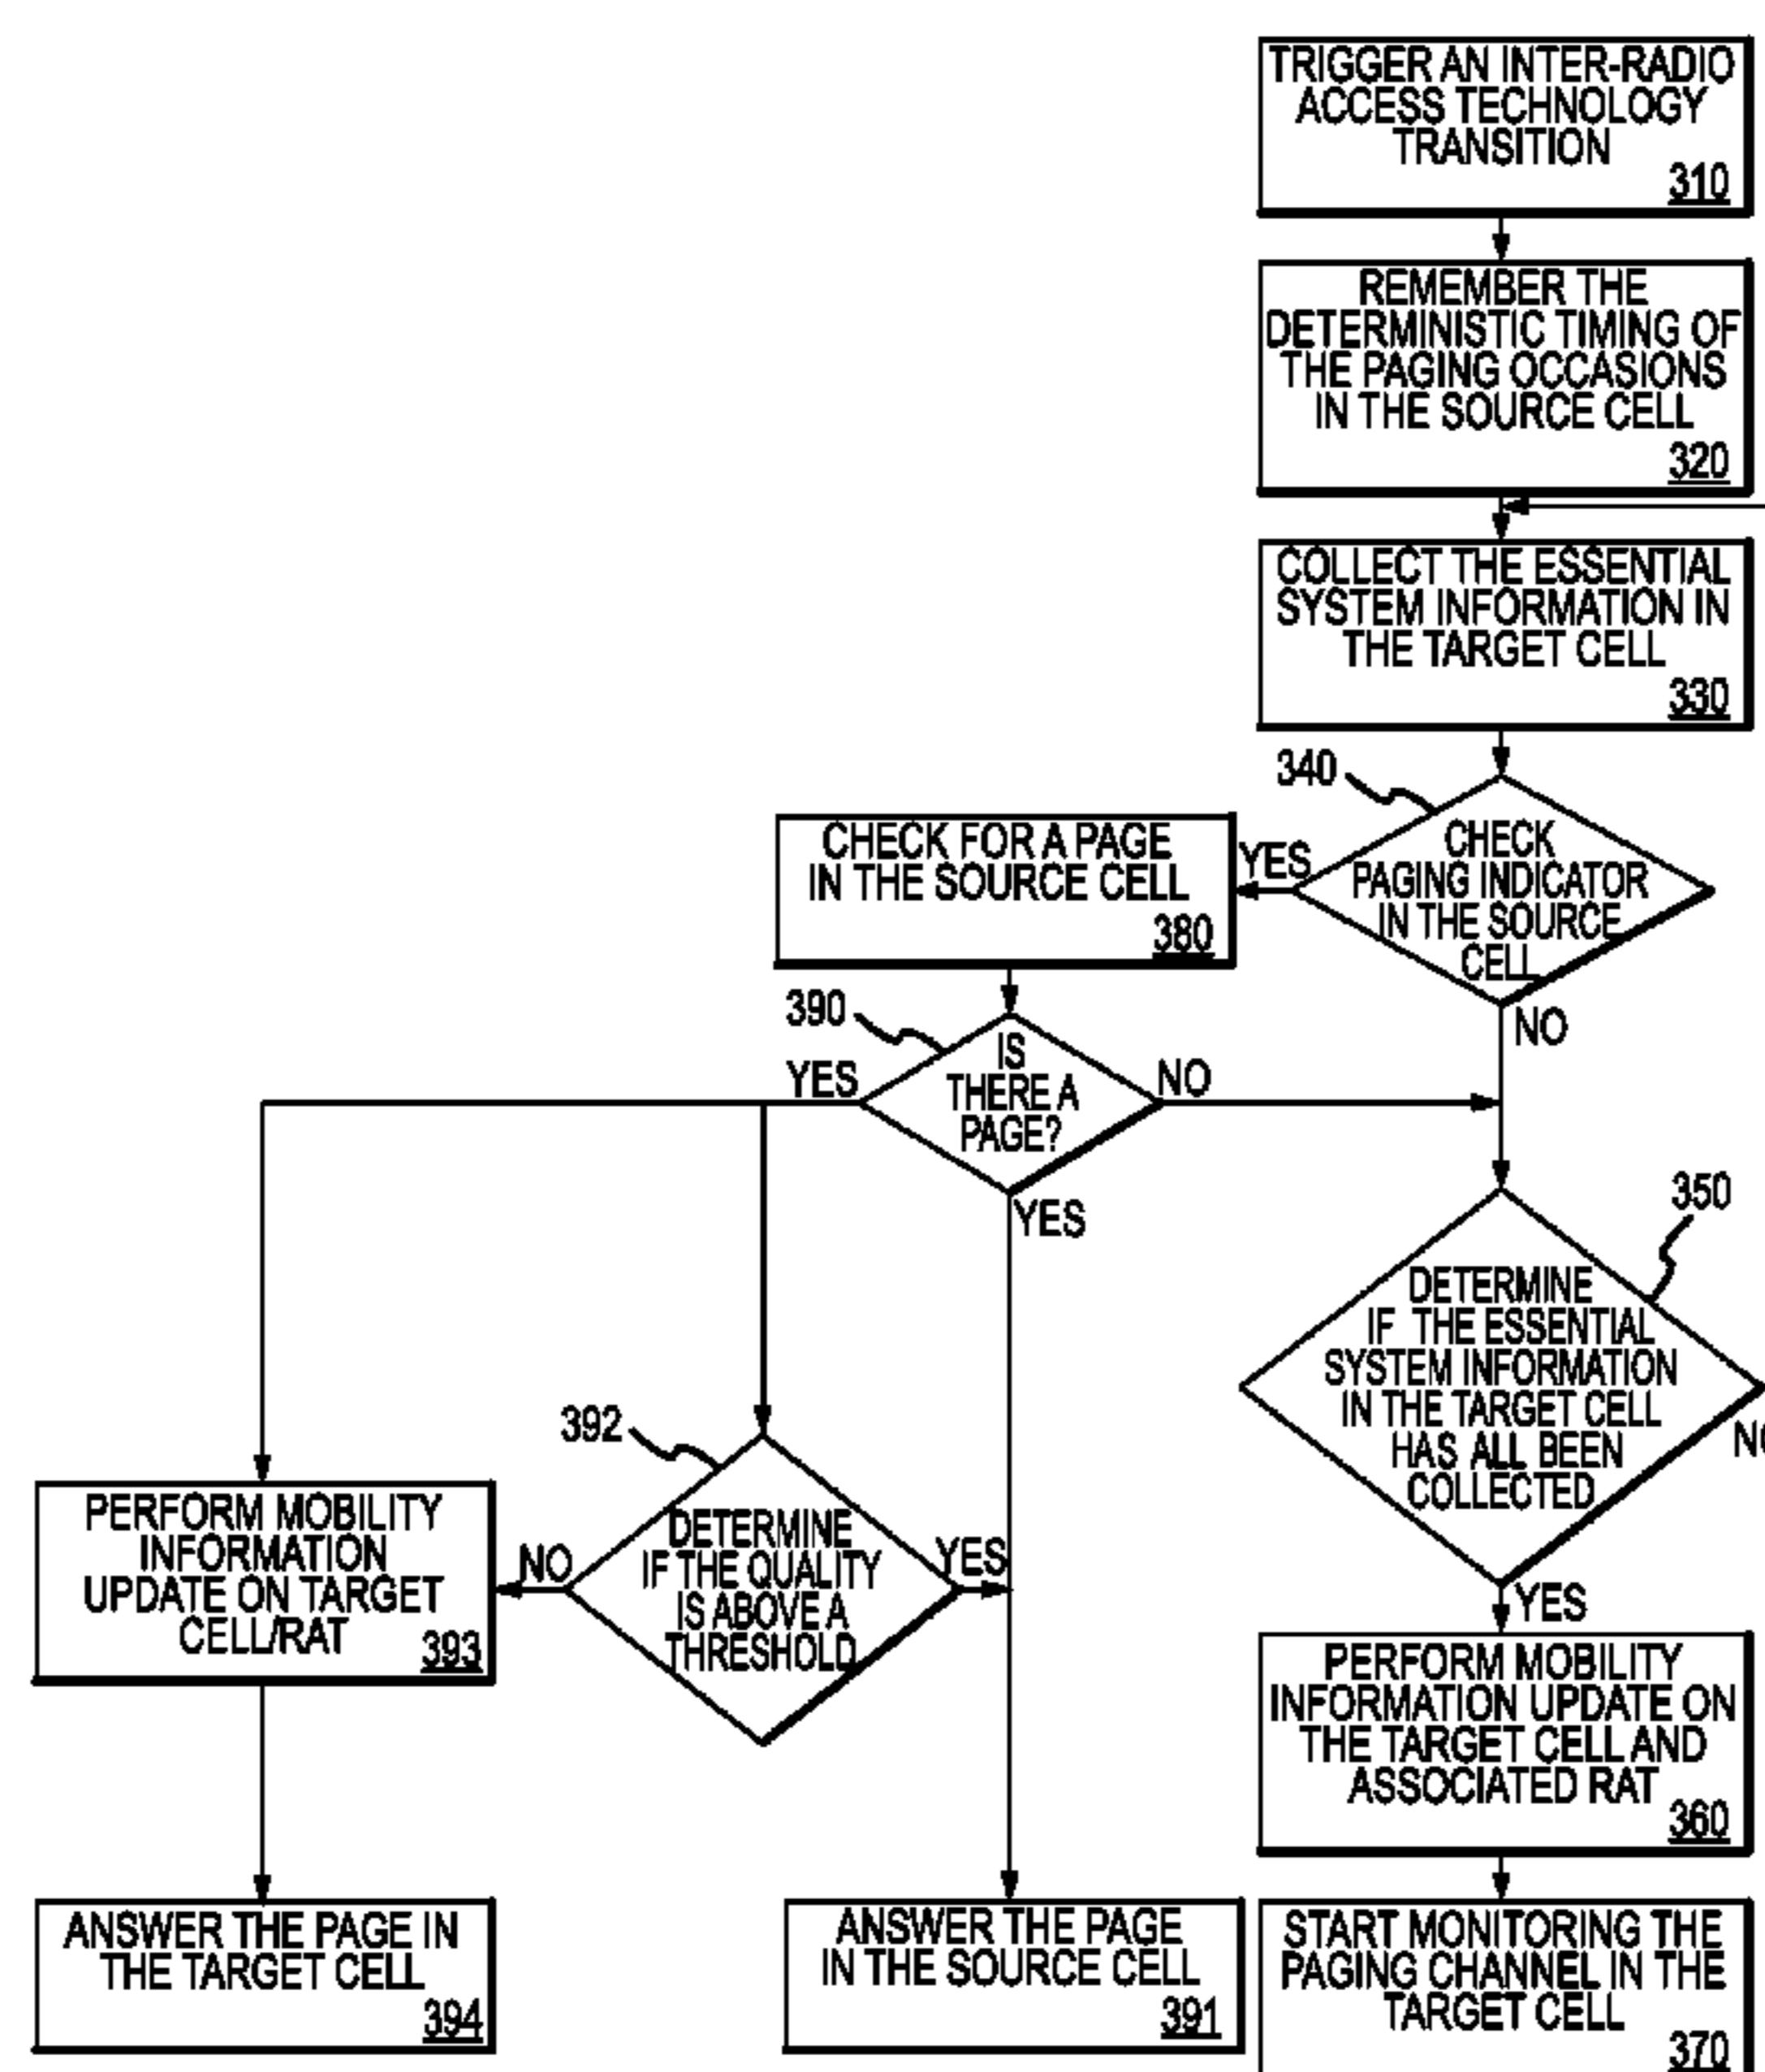 TRIGGER AN INTER-RADIO
ACCESS TECHNOLOGY
TRANSITION
310
REMEMBER THE
DETERMINISTIC TIMING OF
THE PAGING OCCASIONS
IN THE SOURCE CELL
320
COLLECT THE ESSENTIAL
SYSTEM INFORMATION IN
THE TARGET CELL
330
340
CHECK
PAGING INDICATOR
IN THE SOURCE
CELL
YES
NO
CHECK FOR A PAGE
IN THE SOURCE CELL
380
390
IS
THERE A
PAGE?
YES
NO
YES
350
DETERMINE
IF THE ESSENTIAL
SYSTEM INFORMATION
IN THE TARGET CELL
HAS ALL BEEN
COLLECTED
NO
YES
392
DETERMINE
IF THE QUALITY
IS ABOVE A
THRESHOLD
NO
YES
PERFORM MOBILITY
INFORMATION
UPDATE ON TARGET
CELL/RAT
393
PERFORM MOBILITY
INFORMATION UPDATE ON
THE TARGET CELL AND
ASSOCIATED RAT
360
ANSWER THE PAGE IN
THE TARGET CELL
394
ANSWER THE PAGE
IN THE SOURCE CELL
391
START MONITORING THE
PAGING CHANNEL IN THE
TARGET CELL
370